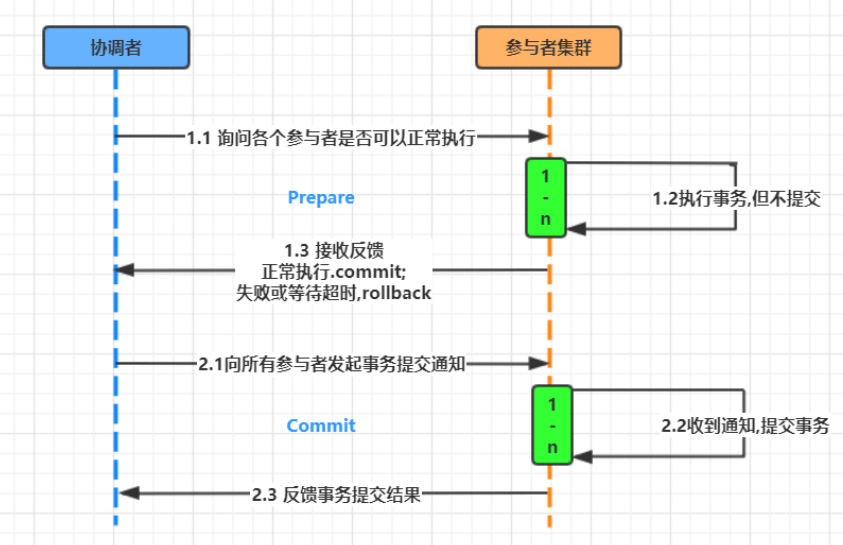 协调者
参与者集群
1.1 询问各个参与者是否可以正常执行
1
-
n
1.2执行事务,但不提交
Prepare
1.3 接收反馈
正常执行.commit;
失败或等待超时,rollback
2.1向所有参与者发起事务提交通知
1
-
n
2.2收到通知,提交事务
Commit
2.3 反馈事务提交结果